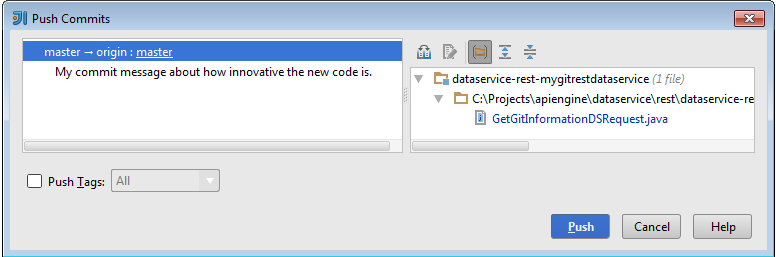 Push Commits
master → origin : master
My commit message about how innovative the new code is.
dataservice-rest-mygitrestdataservice (1 file)
C:\Projects\apiengine\dataservice\rest\dataservice-re
GetGitInformationDSRequest.java
Push Tags: All
Push Cancel Help